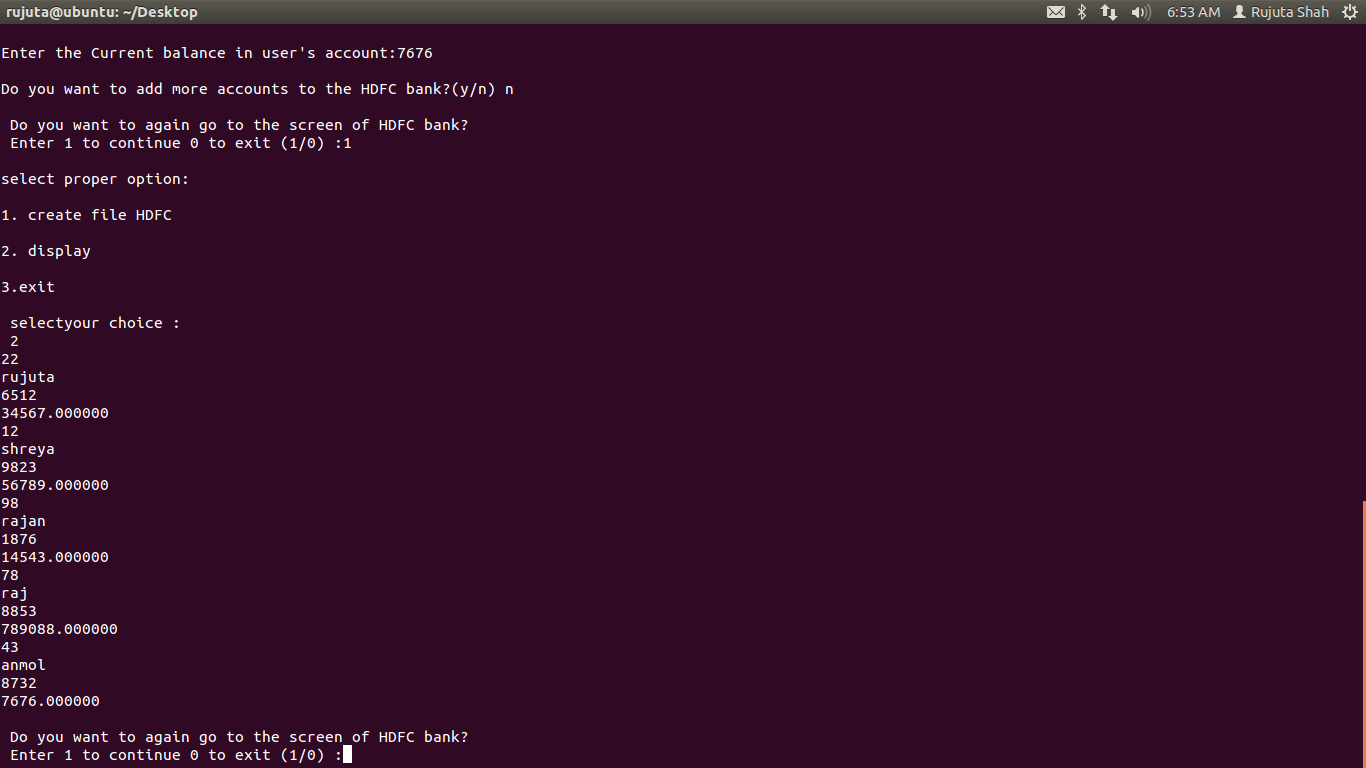 rujuta@ubuntu: ~/Desktop
6:53 AM
Rujuta Shah
Enter the Current balance in user's account:7676
Do you want to add more accounts to the HDFC bank?(y/n) n
Do you want to again go to the screen of HDFC bank?
Enter 1 to continue 0 to exit (1/0) :1
select proper option:
1. create file HDFC
2. display
3.exit
selectyour choice :
2
22
rujuta
6512
34567.000000
12
shreya
9823
56789.000000
98
rajan
1876
14543.000000
78
raj
8853
789088.000000
43
anmol
8732
7676.000000
Do you want to again go to the screen of HDFC bank?
Enter 1 to continue 0 to exit (1/0) :